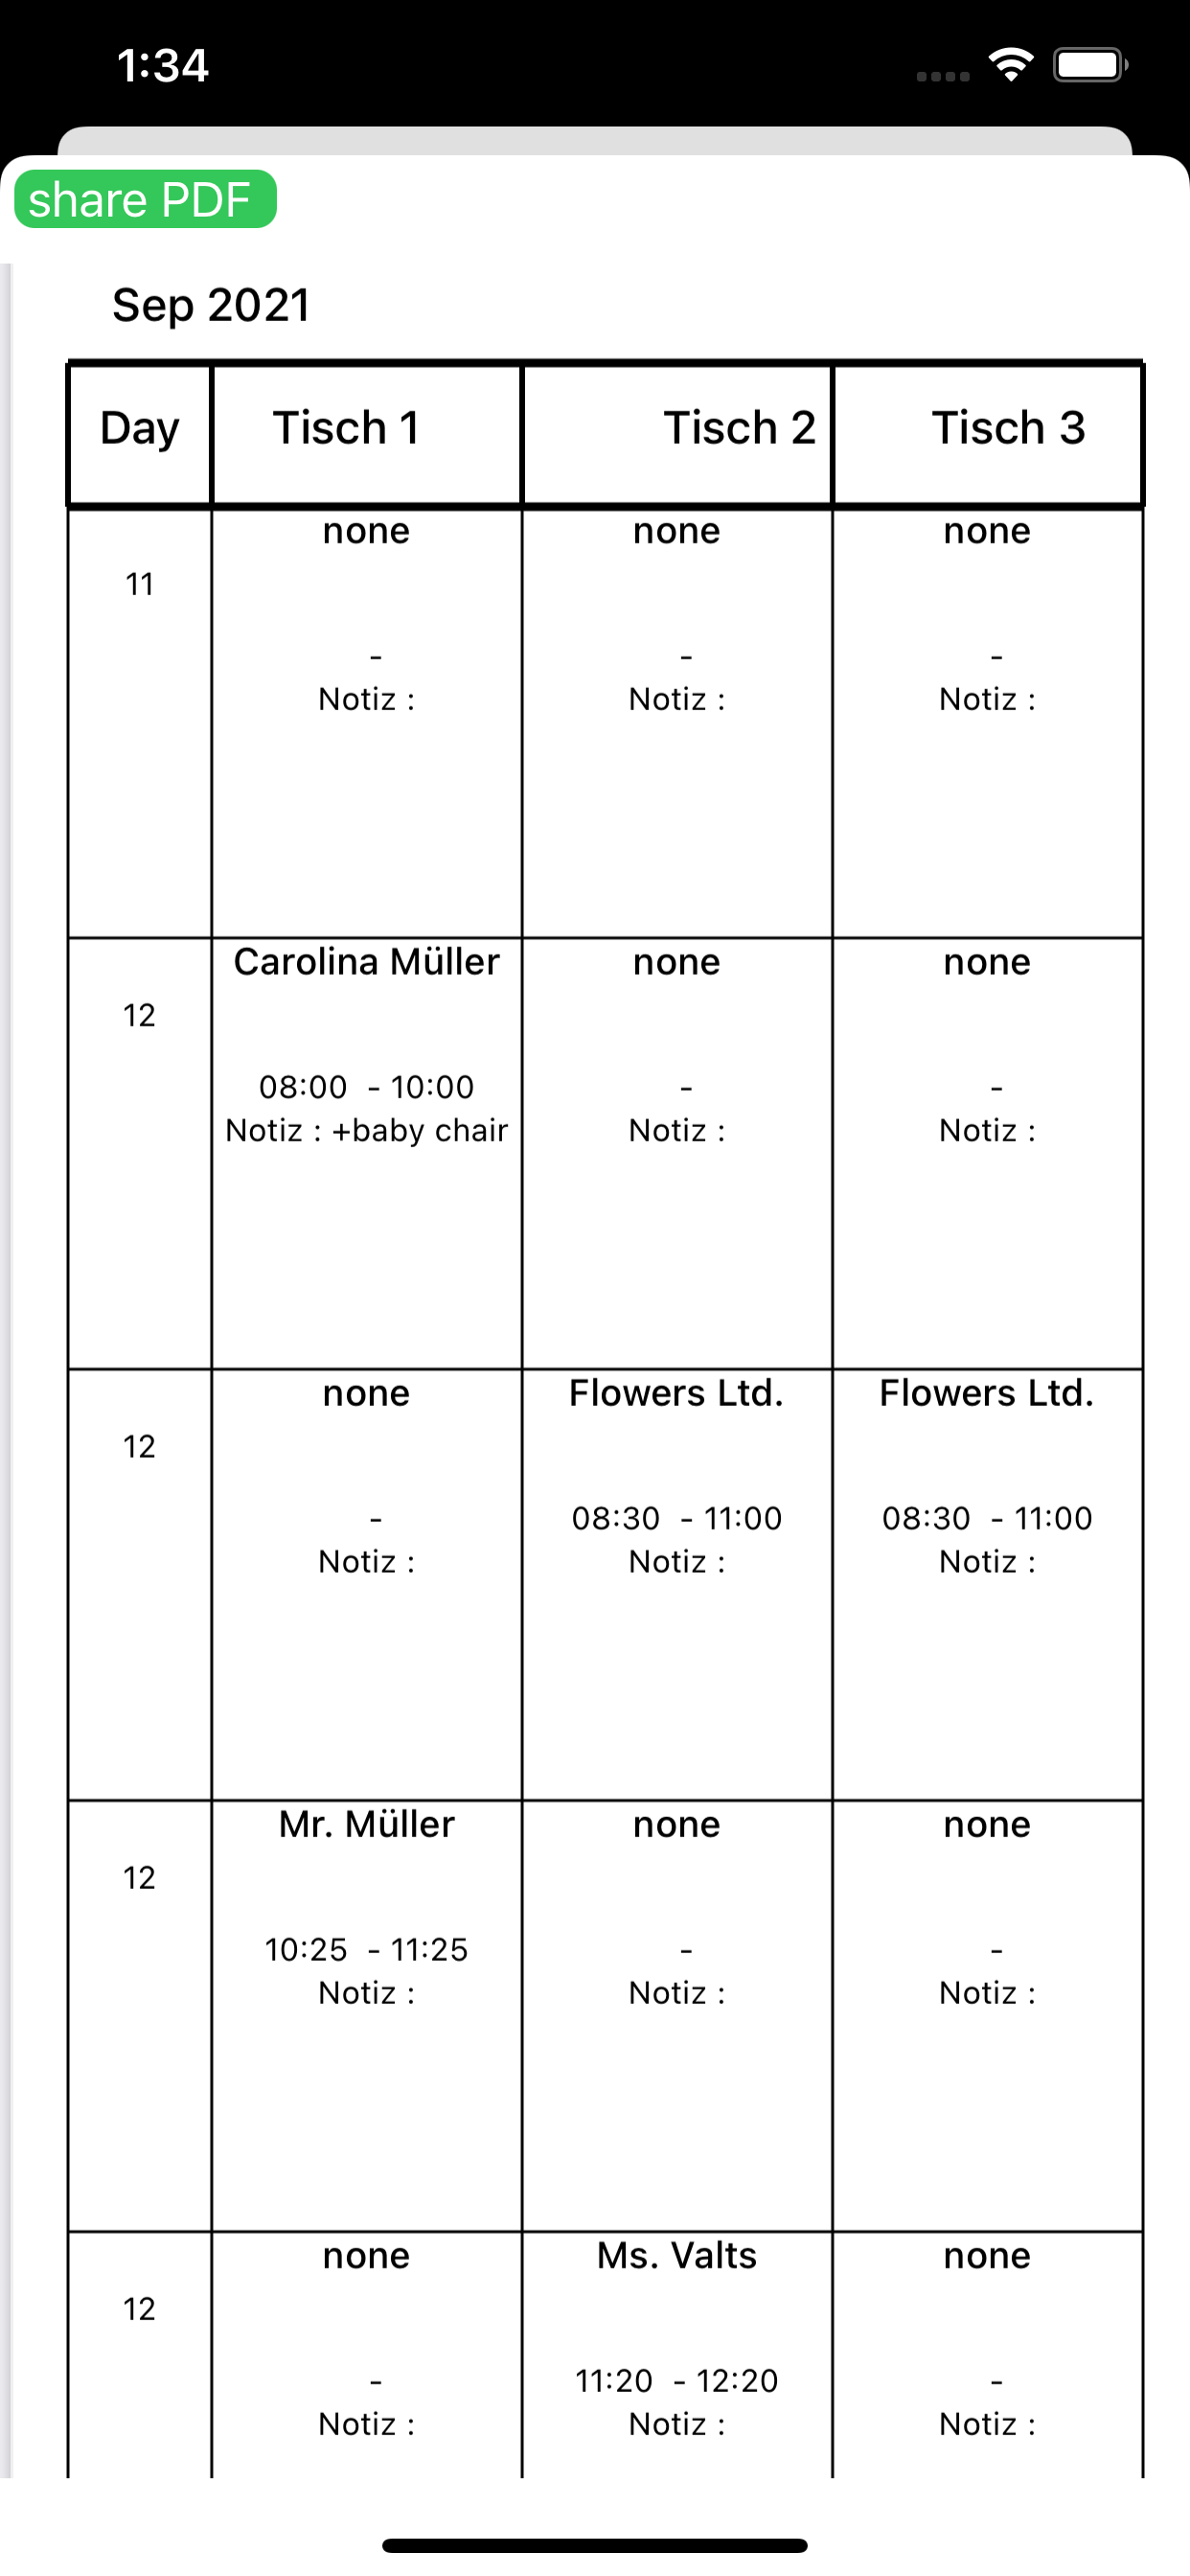 1:34
share PDF
Sep 2021
Day Tisch 1 Tisch 2 Tisch 3
none none none
11
- - -
Notiz : Notiz : Notiz :
Carolina Müller none none
12
08:00 - 10:00 - -
Notiz : +baby chair Notiz : Notiz :
none Flowers Ltd. Flowers Ltd.
12
- 08:30 - 11:00 08:30 - 11:00
Notiz : Notiz : Notiz :
Mr. Müller none none
12
10:25 - 11:25 - -
Notiz : Notiz : Notiz :
none Ms. Valts none
12
- 11:20 - 12:20 -
Notiz : Notiz : Notiz :